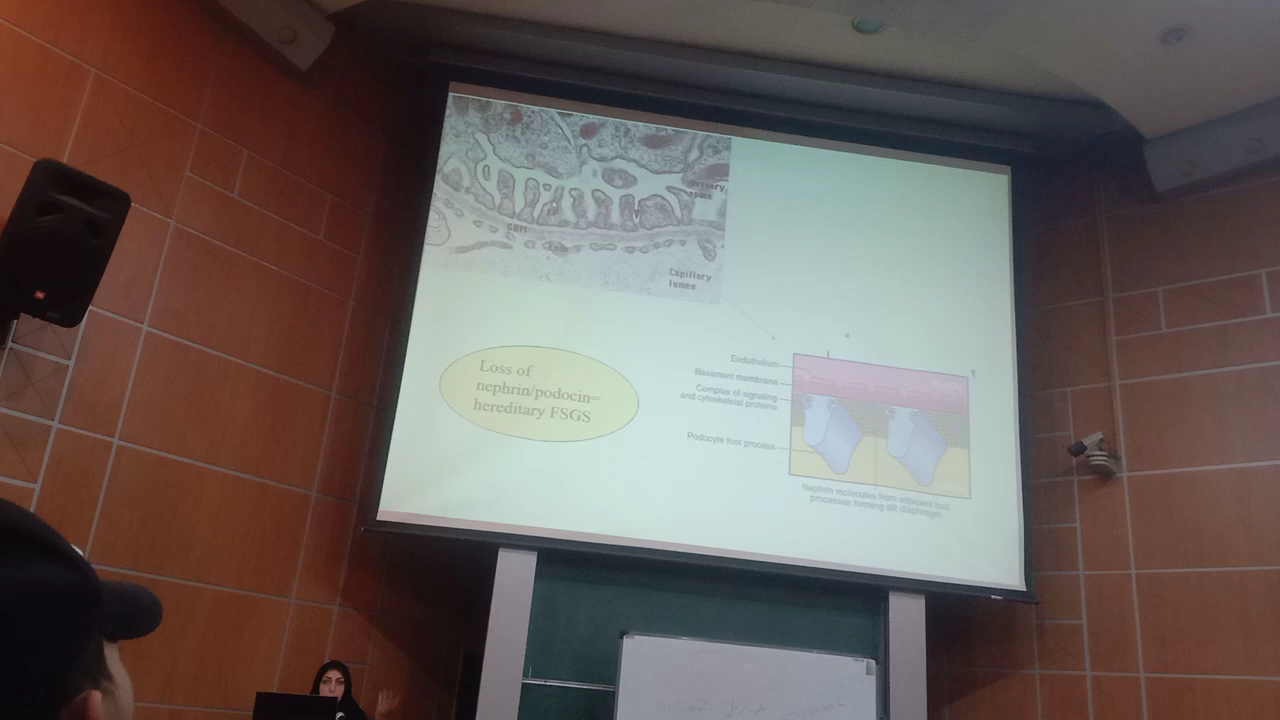 Urinary
space
GBM
Capillary
lumen
Loss of
nephrin/podocin=
hereditary FSGS
Endothelium
Basement membrane
Complex of signaling
and cytoskeletal proteins
Podocyte foot process
Nephrin molecules from adjacent foot
processes forming slit diaphragm